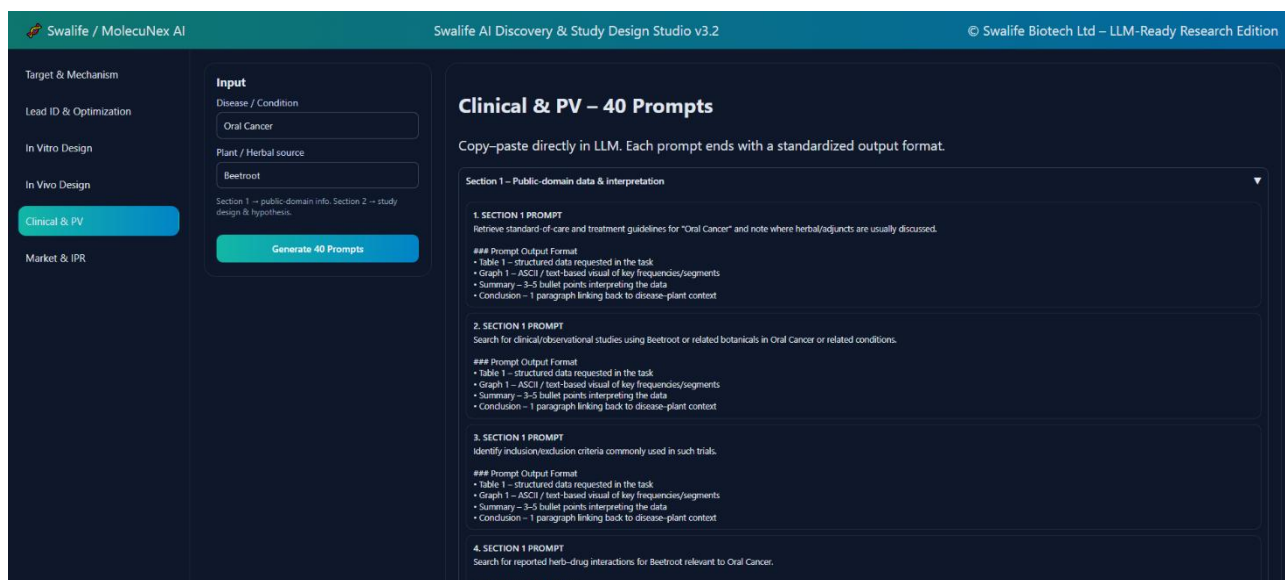 Swalife / MolecuNex AI
Swalife AI Discovery & Study Design Studio v3.2
© Swalife Biotech Ltd – LLM-Ready Research Edition
Target & Mechanism
Lead ID & Optimization
In Vitro Design
In Vivo Design
Clinical & PV
Market & IPR
Input
Disease / Condition
Oral Cancer
Plant / Herbal source
Beetroot
Section 1 → public-domain info. Section 2 → study
design & hypothesis.
Generate 40 Prompts
Clinical & PV – 40 Prompts
Copy–paste directly in LLM. Each prompt ends with a standardized output format.
Section 1 – Public-domain data & interpretation
1. SECTION 1 PROMPT
Retrieve standard-of-care and treatment guidelines for "Oral Cancer" and note where herbal/adjuncts are usually discussed.
### Prompt Output Format
• Table 1 – structured data requested in the task
• Graph 1 – ASCII / text-based visual of key frequencies/segments
• Summary – 3–5 bullet points interpreting the data
• Conclusion – 1 paragraph linking back to disease–plant context
2. SECTION 1 PROMPT
Search for clinical/observational studies using Beetroot or related botanicals in Oral Cancer or related conditions.
### Prompt Output Format
• Table 1 – structured data requested in the task
• Graph 1 – ASCII / text-based visual of key frequencies/segments
• Summary – 3–5 bullet points interpreting the data
• Conclusion – 1 paragraph linking back to disease–plant context
3. SECTION 1 PROMPT
Identify inclusion/exclusion criteria commonly used in such trials.
### Prompt Output Format
• Table 1 – structured data requested in the task
• Graph 1 – ASCII / text-based visual of key frequencies/segments
• Summary – 3–5 bullet points interpreting the data
• Conclusion – 1 paragraph linking back to disease–plant context
4. SECTION 1 PROMPT
Search for reported herb–drug interactions for Beetroot relevant to Oral Cancer.